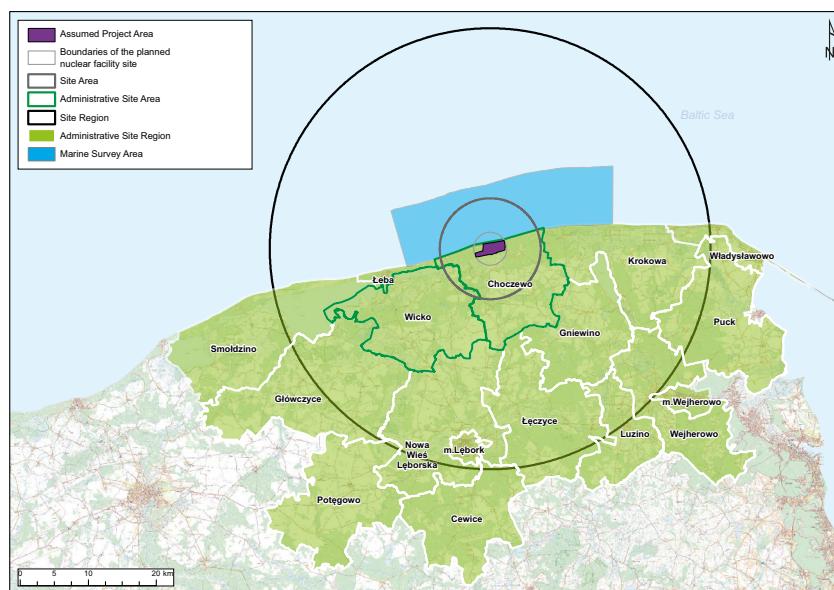 Assumed Project Area
Boundaries of the planned
nuclear facility site
Site Area
Administrative Site Area
Site Region
Administrative Site Region
Marine Survey Area
N
Baltic Sea
Władysławowo
Krokowa
Łeba
Choczewo
Wicko
Puck
Gniewino
Smołdzino
Główczyce
m.Wejherowo
Łęczyce
Luzino
Wejherowo
Nowa
Wieś
Lęborska
m.Lębork
Potęgowo
Cewice
0 5 10 20 km